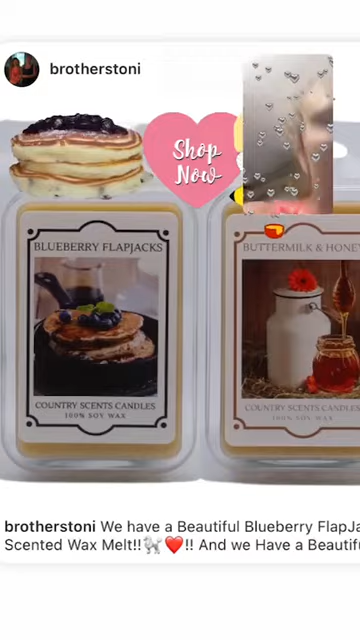 brotherstoni
Shop
Now
BLUEBERRY FLAPJACKS
COUNTRY SCENTS CANDLES
100% SOY WAX
BUTTERMILK & HONEY
COUNTRY SCENTS CANDLES
100% SOY WAX
brotherstoni We have a Beautiful Blueberry FlapJa
Scented Wax Melt!!🐩❤️!! And we Have a Beautifu